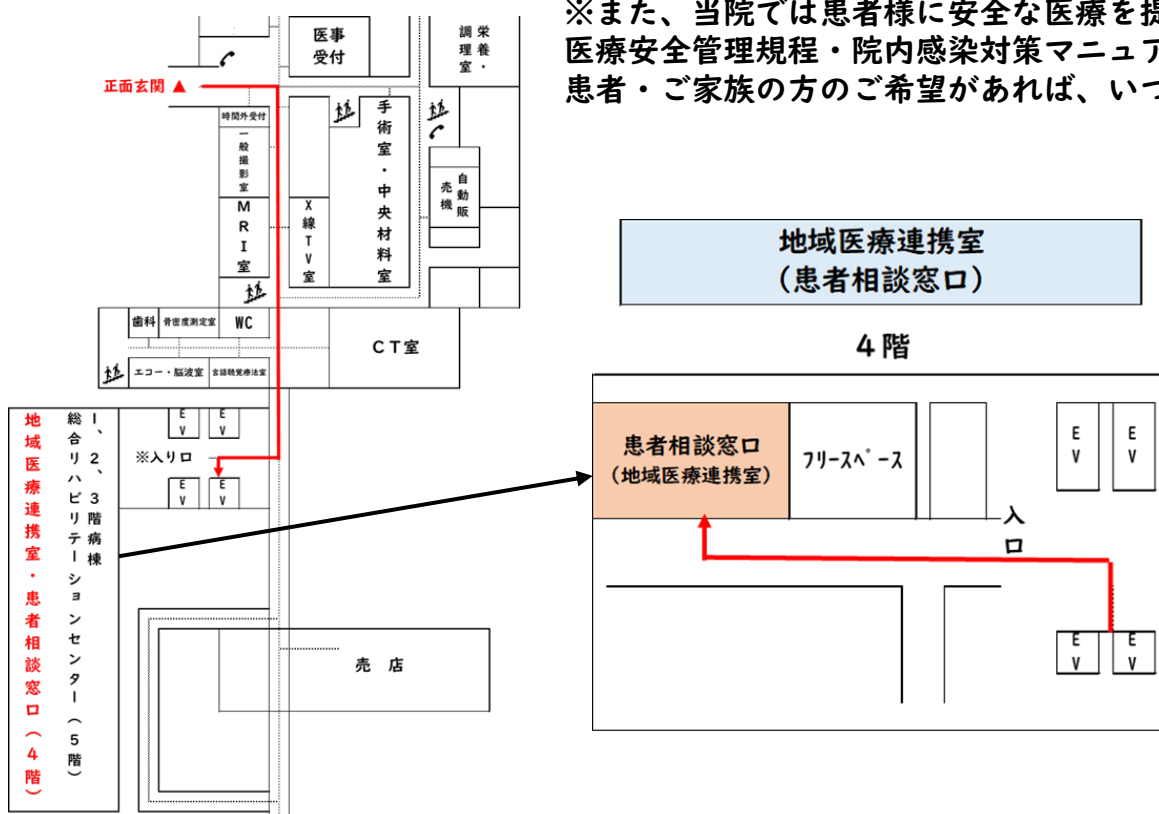 ※また、当院では患者様に安全な医療を提
医療安全管理規程・院内感染対策マニュア
患者・ご家族の方のご希望があれば、いつ
医事
受付
栄養・
調理室
正面玄関 ▲
時間外受付
一般撮影室
MRI室
X線TV室
手術室・中央材料室
自動販
売機
歯科
骨密度測定室
WC
CT室
エコー・脳波室
言語聴覚療法室
EV
EV
※入り口
EV
EV
1、2、3階病棟
総合リハビリテーションセンター(5階)
地域医療連携室・患者相談窓口(4階)
売店
地域医療連携室
(患者相談窓口)
4階
患者相談窓口
(地域医療連携室)
フリースペース
入口
EV
EV
EV
EV